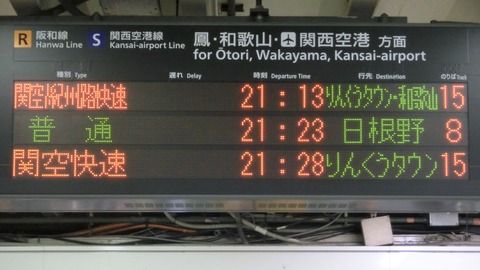 R 阪和線 S 関西空港線 鳳・和歌山・関西空港 方面
Hanwa Line Kansai-airport Line for Ōtori, Wakayama, Kansai-airport
種別 Type 遅れ Delay 時刻 Departure Time 行先 Destination のりば Track
関空/紀州路快速 21:13 りんくうタウン・和歌山 15
普通 21:23 日根野 8
関空快速 21:28 りんくうタウン 15